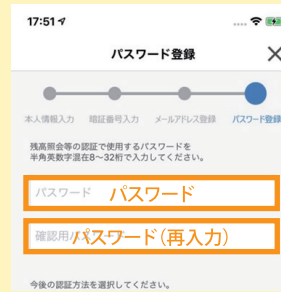 17:51
パスワード登録
本人情報入力 暗証番号入力 メールアドレス登録 パスワード登録
残高照会等の認証で使用するパスワードを
半角英数字混在8～32桁で入力してください。
パスワード パスワード
確認用パスワード(再入力)
今後の認証方法を選択してください。